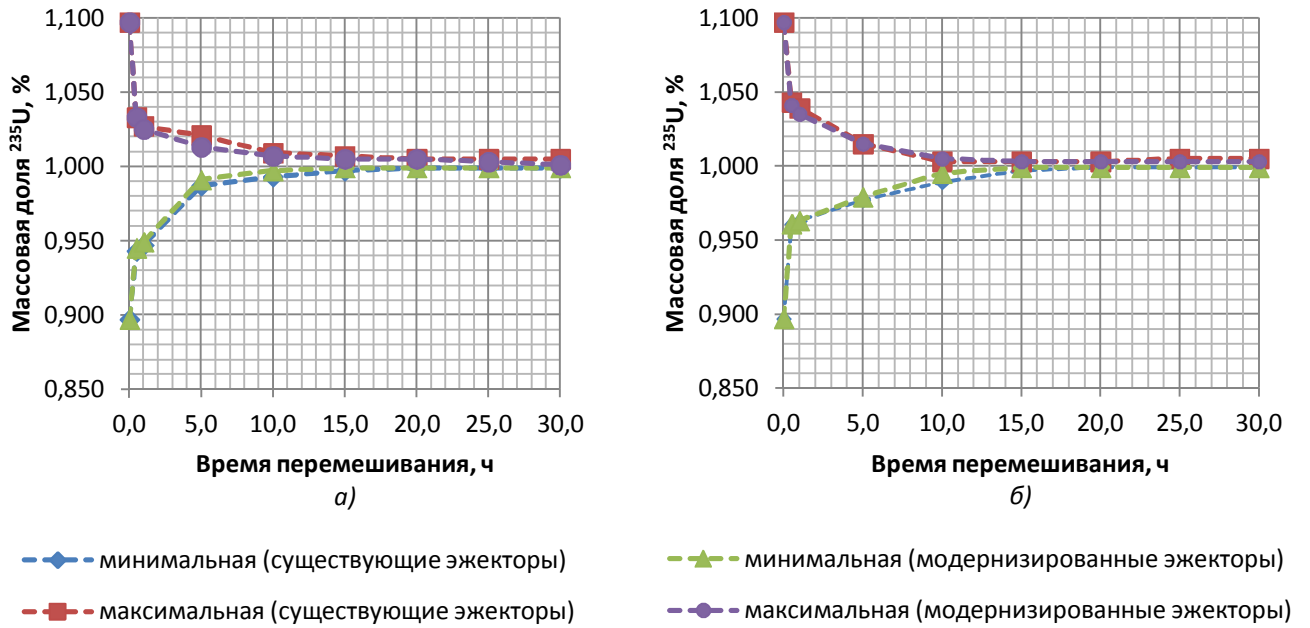 Массовая доля ²³⁵U, %
1,100
1,050
1,000
0,950
0,900
0,850
0,0 5,0 10,0 15,0 20,0 25,0 30,0
Время перемешивания, ч
а)
Массовая доля ²³⁵U, %
1,100
1,050
1,000
0,950
0,900
0,850
0,0 5,0 10,0 15,0 20,0 25,0 30,0
Время перемешивания, ч
б)
минимальная (существующие эжекторы)
минимальная (модернизированные эжекторы)
максимальная (существующие эжекторы)
максимальная (модернизированные эжекторы)